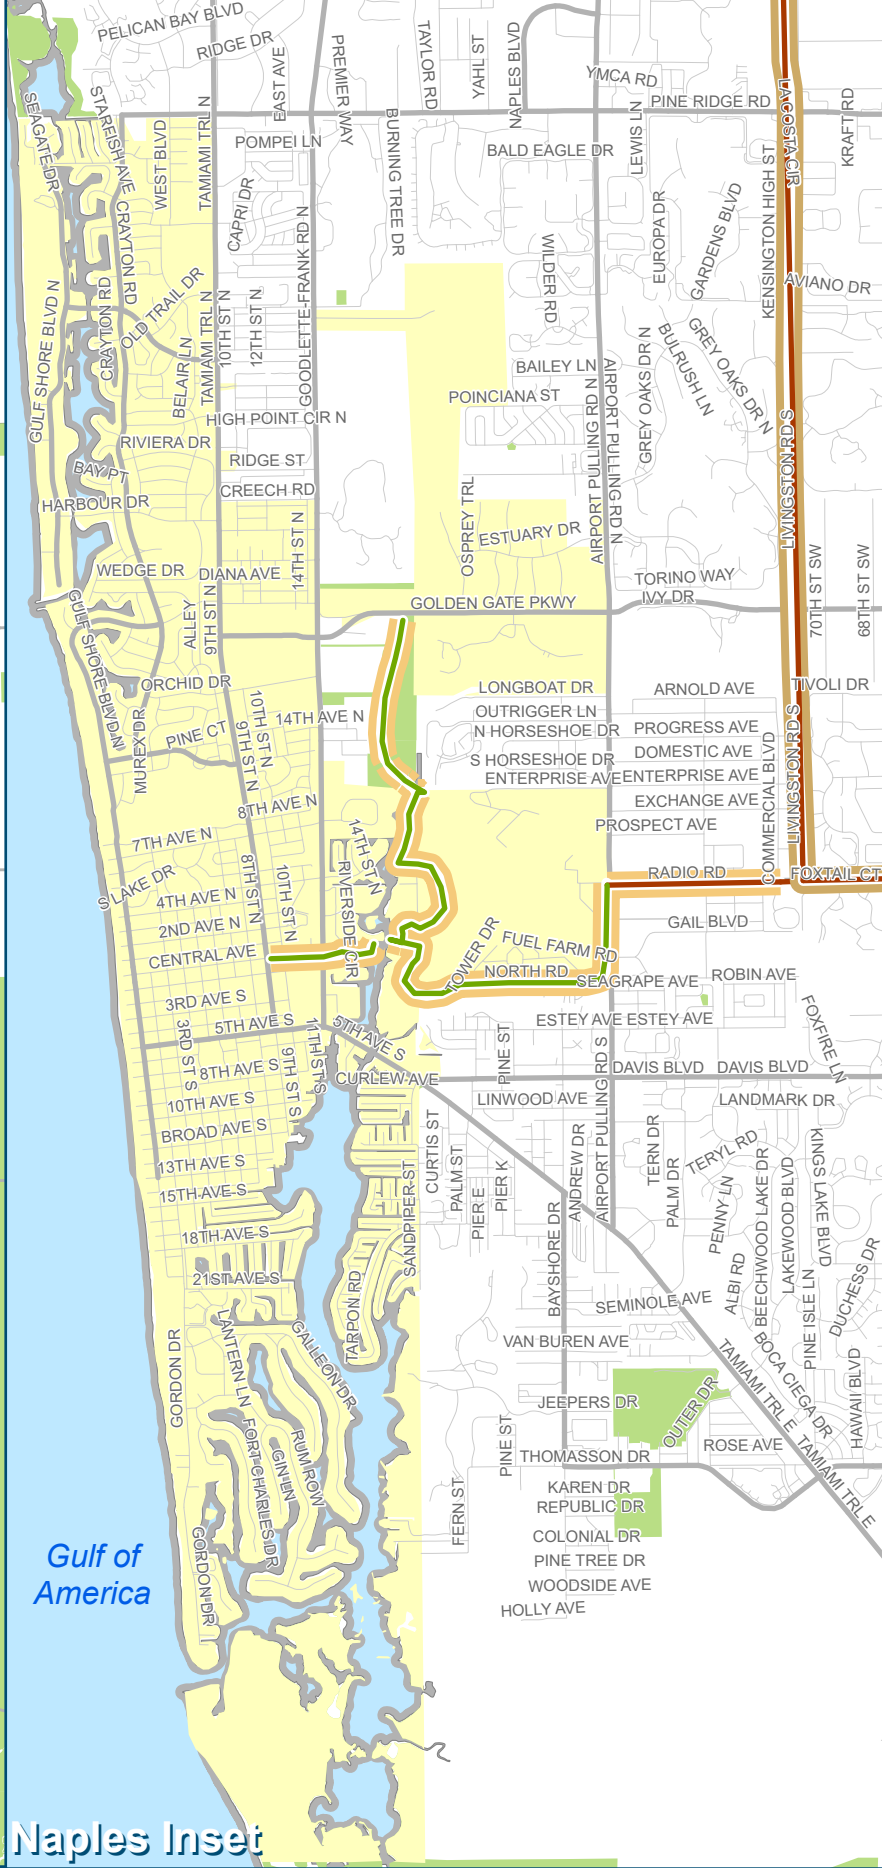 PELICAN BAY BLVD
RIDGE DR
EAST AVE
PREMIER WAY
TAYLOR RD
YAHL ST
NAPLES BLVD
YMCA RD
PINE RIDGE RD
LA COSTA CIR
KRAFT RD
SEAGATE DR
STARFISH AVE
WEST BLVD
TAMIAMI TRL N
POMPEI LN
BURNING TREE DR
BALD EAGLE DR
LEWIS LN
KENSINGTON HIGH ST
CRAYTON RD
CAPRI DR
GOODLETTE-FRANK RD N
WILDER RD
EUROPA DR
GARDENS BLVD
AVIANO DR
GULF SHORE BLVD N
CRAYTON RD
OLD TRAIL DR
BELAIR LN
TAMIAMI TRL N
10TH ST N
12TH ST N
BAILEY LN
POINCIANA ST
AIRPORT PULLING RD N
AIRPORT PULLING RD N
GREY OAKS DR N
BULRUSH LN
GREY OAKS DR N
LIVINGSTON RD S
HIGH POINT CIR N
RIVIERA DR
RIDGE ST
BAY PT
CREECH RD
HARBOUR DR
14TH ST N
OSPREY TRL
ESTUARY DR
WEDGE DR
DIANA AVE
TORINO WAY
IVY DR
70TH ST SW
68TH ST SW
GOLDEN GATE PKWY
GULF SHORE BLVD N
ALLEY
9TH ST N
ORCHID DR
LONGBOAT DR
ARNOLD AVE
TIVOLI DR
MUREX DR
PINE CT
10TH ST N
9TH ST N
14TH AVE N
OUTRIGGER LN
N HORSESHOE DR
PROGRESS AVE
S HORSESHOE DR
DOMESTIC AVE
ENTERPRISE AVE
ENTERPRISE AVE
COMMERCIAL BLVD
LIVINGSTON RD S
EXCHANGE AVE
8TH AVE N
PROSPECT AVE
7TH AVE N
14TH ST N
S LAKE DR
8TH ST N
10TH ST N
RIVERSIDE CIR
RADIO RD
FOXTAIL CT
4TH AVE N
2ND AVE N
CENTRAL AVE
GAIL BLVD
TOWER DR
FUEL FARM RD
NORTH RD
SEAGRAPE AVE
ROBIN AVE
3RD AVE S
5TH AVE S
5TH AVE S
11TH ST S
ESTEY AVE
ESTEY AVE
FOXFIRE LN
3RD ST S
8TH AVE S
9TH ST S
CURLEW AVE
PINE ST
DAVIS BLVD
DAVIS BLVD
10TH AVE S
LINWOOD AVE
AIRPORT PULLING RD S
LANDMARK DR
BROAD AVE S
CURTIS ST
ANDREW DR
TERN DR
TERYL RD
KINGS LAKE BLVD
13TH AVE S
SANDPIPER ST
PALM ST
PIER E
PIER K
PALM DR
PENNY LN
BEECHWOOD LAKE DR
LAKEWOOD BLVD
15TH AVE S
18TH AVE S
BAYSHORE DR
ALBI RD
PINE ISLE LN
DUCHESS DR
21ST AVE S
TARPON RD
SEMINOLE AVE
GORDON DR
LANTERN LN
GALLEON DR
VAN BUREN AVE
TAMIAMI TRL E
BOCA CIEGA DR
HAWAII BLVD
FORT CHARLES DR
GIN LN
RUM ROW
JEEPERS DR
OUTER DR
PINE ST
THOMASSON DR
ROSE AVE
TAMIAMI TRL E
FERN ST
KAREN DR
REPUBLIC DR
COLONIAL DR
GORDON DR
PINE TREE DR
WOODSIDE AVE
HOLLY AVE
Gulf of
America
Naples Inset